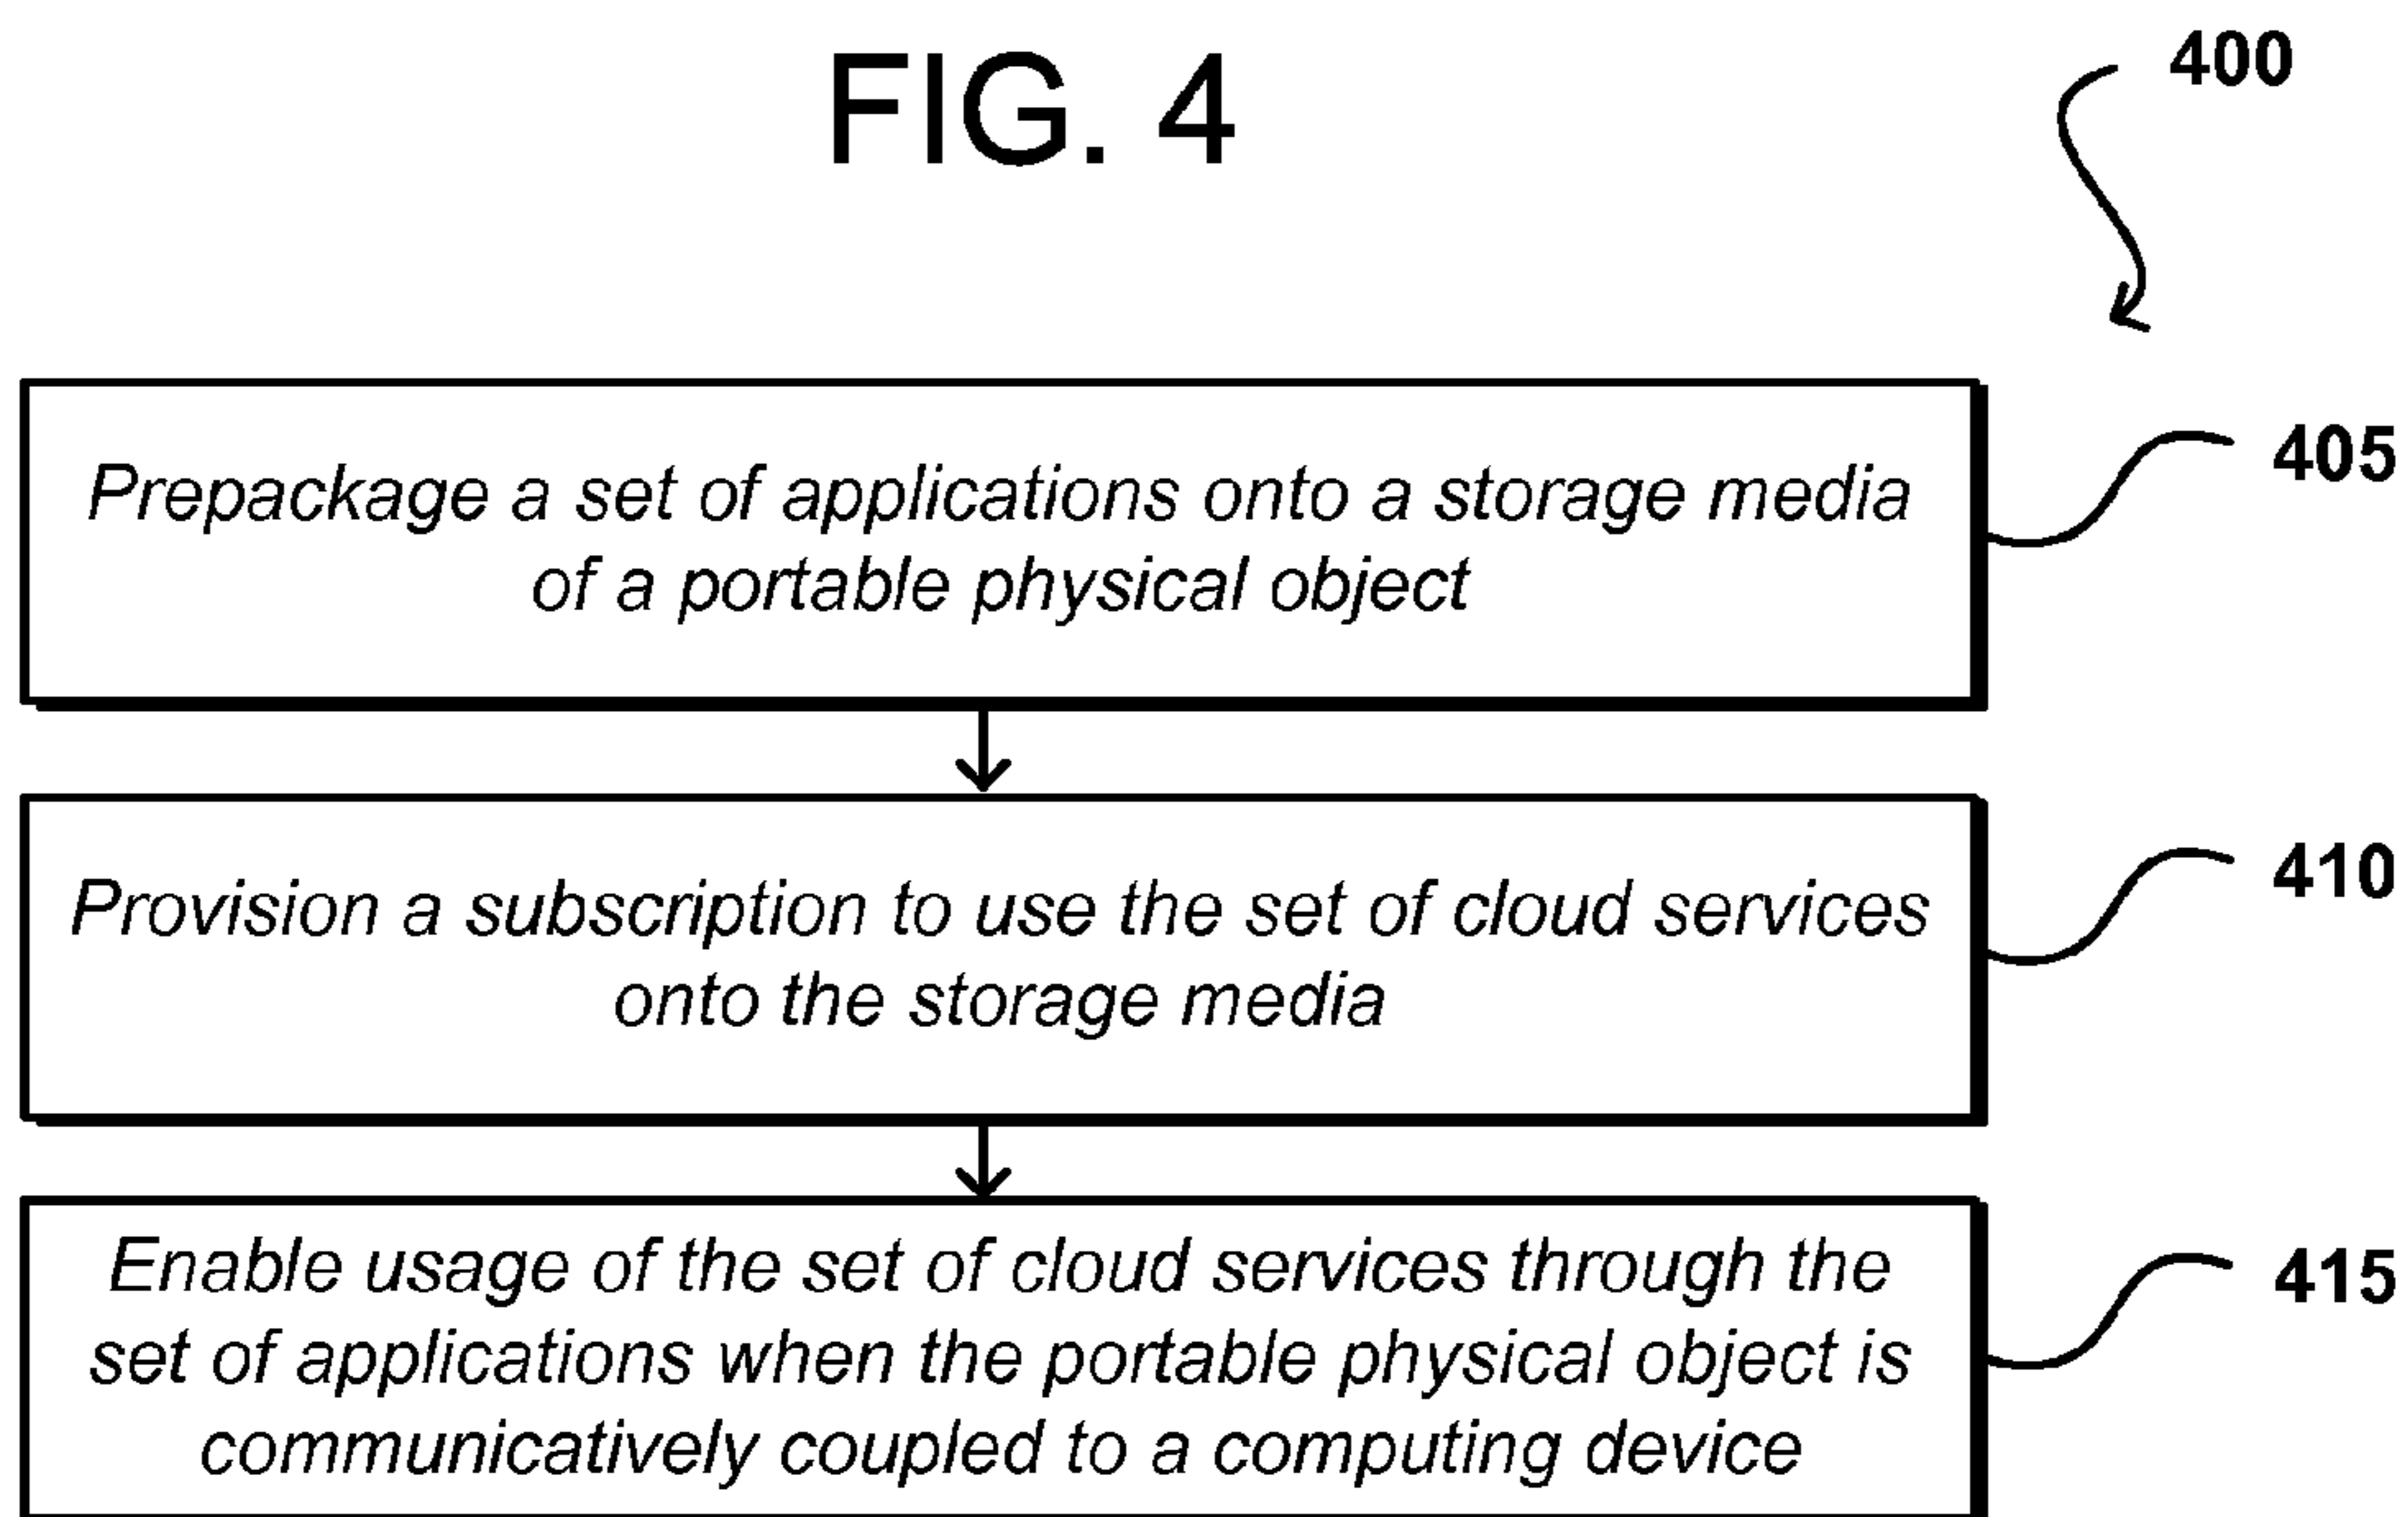 FIG. 4
400
Prepackage a set of applications onto a storage media
of a portable physical object
405
Provision a subscription to use the set of cloud services
onto the storage media
410
Enable usage of the set of cloud services through the
set of applications when the portable physical object is
communicatively coupled to a computing device
415